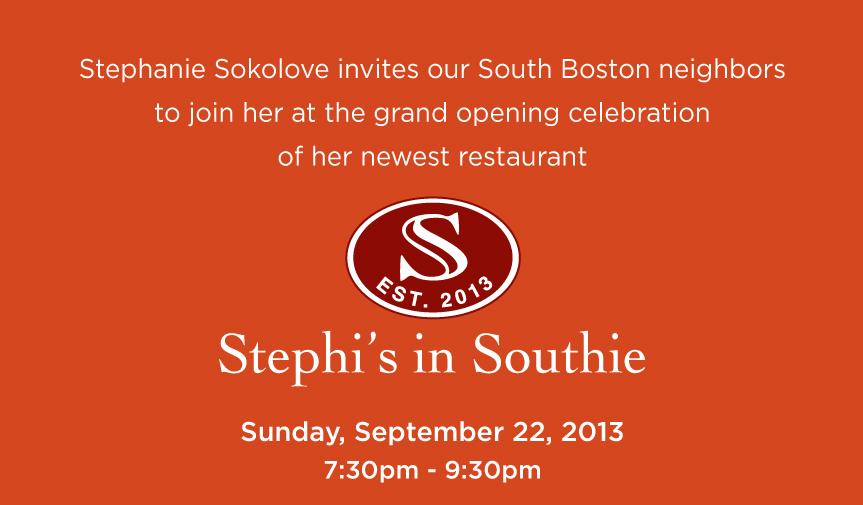 Stephanie Sokolove invites our South Boston neighbors
to join her at the grand opening celebration
of her newest restaurant
S
EST. 2013
Stephi's in Southie
Sunday, September 22, 2013
7:30pm - 9:30pm